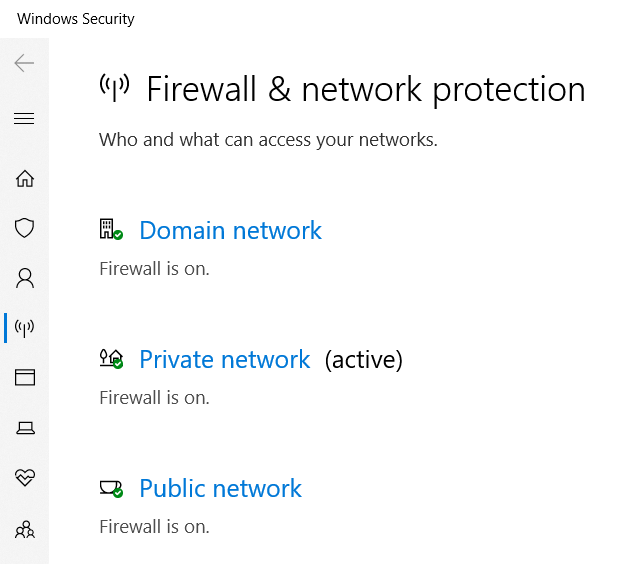 Windows Security
Firewall & network protection
Who and what can access your networks.
Domain network
Firewall is on.
Private network (active)
Firewall is on.
Public network
Firewall is on.